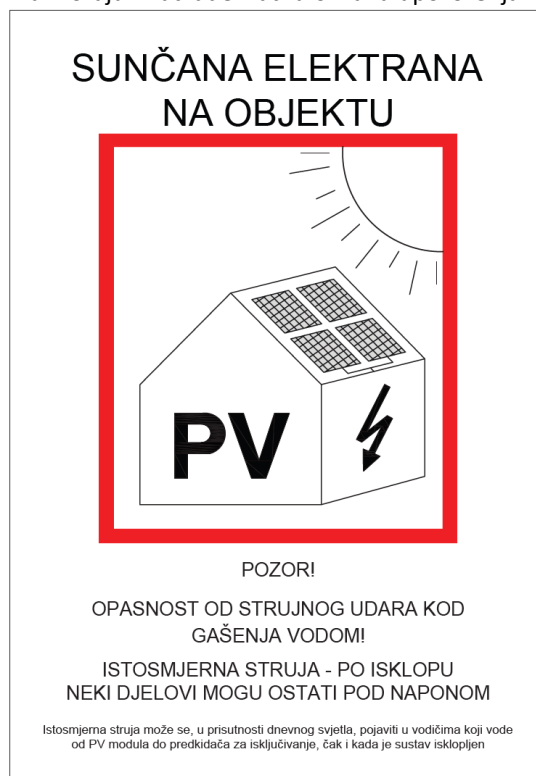 SUNČANA ELEKTRANA
NA OBJEKTU
PV
POZOR!
OPASNOST OD STRUJNOG UDARA KOD
GAŠENJA VODOM!
ISTOSMJERNA STRUJA - PO ISKLOPU
NEKI DJELOVI MOGU OSTATI POD NAPONOM
Istosmjerna struja može se, u prisutnosti dnevnog svjetla, pojaviti u vodičima koji vode
od PV modula do predkidača za isključivanje, čak i kada je sustav isklopljen